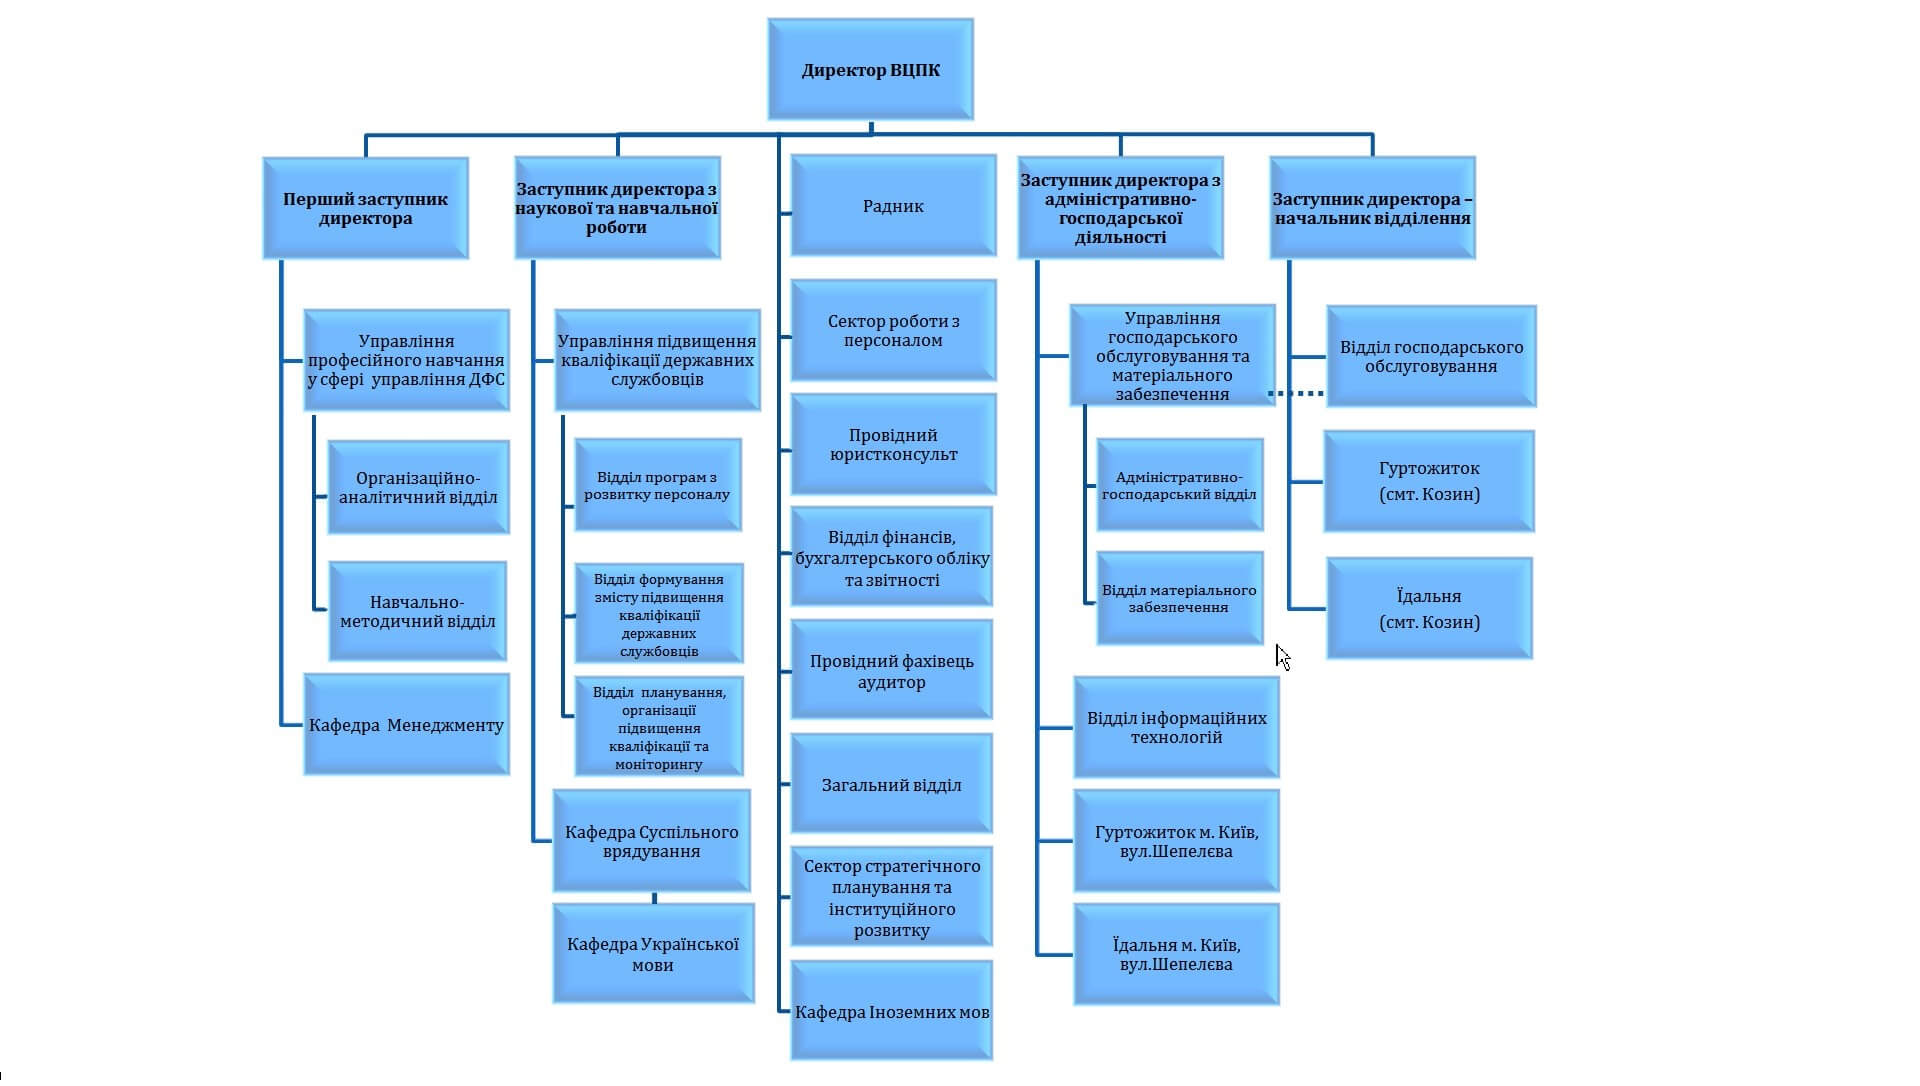 Директор ВЦПК
Перший заступник
директора
Управління
професійного навчання
у сфері управління ДФС
Організаційно-
аналітичний відділ
Навчально-
методичний відділ
Кафедра Менеджменту
Заступник директора з
наукової та навчальної
роботи
Управління підвищення
кваліфікації державних
службовців
Відділ програм з
розвитку персоналу
Відділ формування
змісту підвищення
кваліфікації
державних
службовців
Відділ планування,
організації
підвищення
кваліфікації та
моніторингу
Кафедра Суспільного
врядування
Кафедра Української
мови
Радник
Сектор роботи з
персоналом
Провідний
юристконсульт
Відділ фінансів,
бухгалтерського обліку
та звітності
Провідний фахівець
аудитор
Загальний відділ
Сектор стратегічного
планування та
інституційного
розвитку
Кафедра Іноземних мов
Заступник директора з
адміністративно-
господарської
діяльності
Управління
господарського
обслуговування та
матеріального
забезпечення
Адміністративно-
господарський відділ
Відділ матеріального
забезпечення
Відділ інформаційних
технологій
Гуртожиток м. Київ,
вул.Шепелєва
Їдальня м. Київ,
вул.Шепелєва
Заступник директора –
начальник відділення
Відділ господарського
обслуговування
Гуртожиток
(смт. Козин)
Їдальня
(смт. Козин)